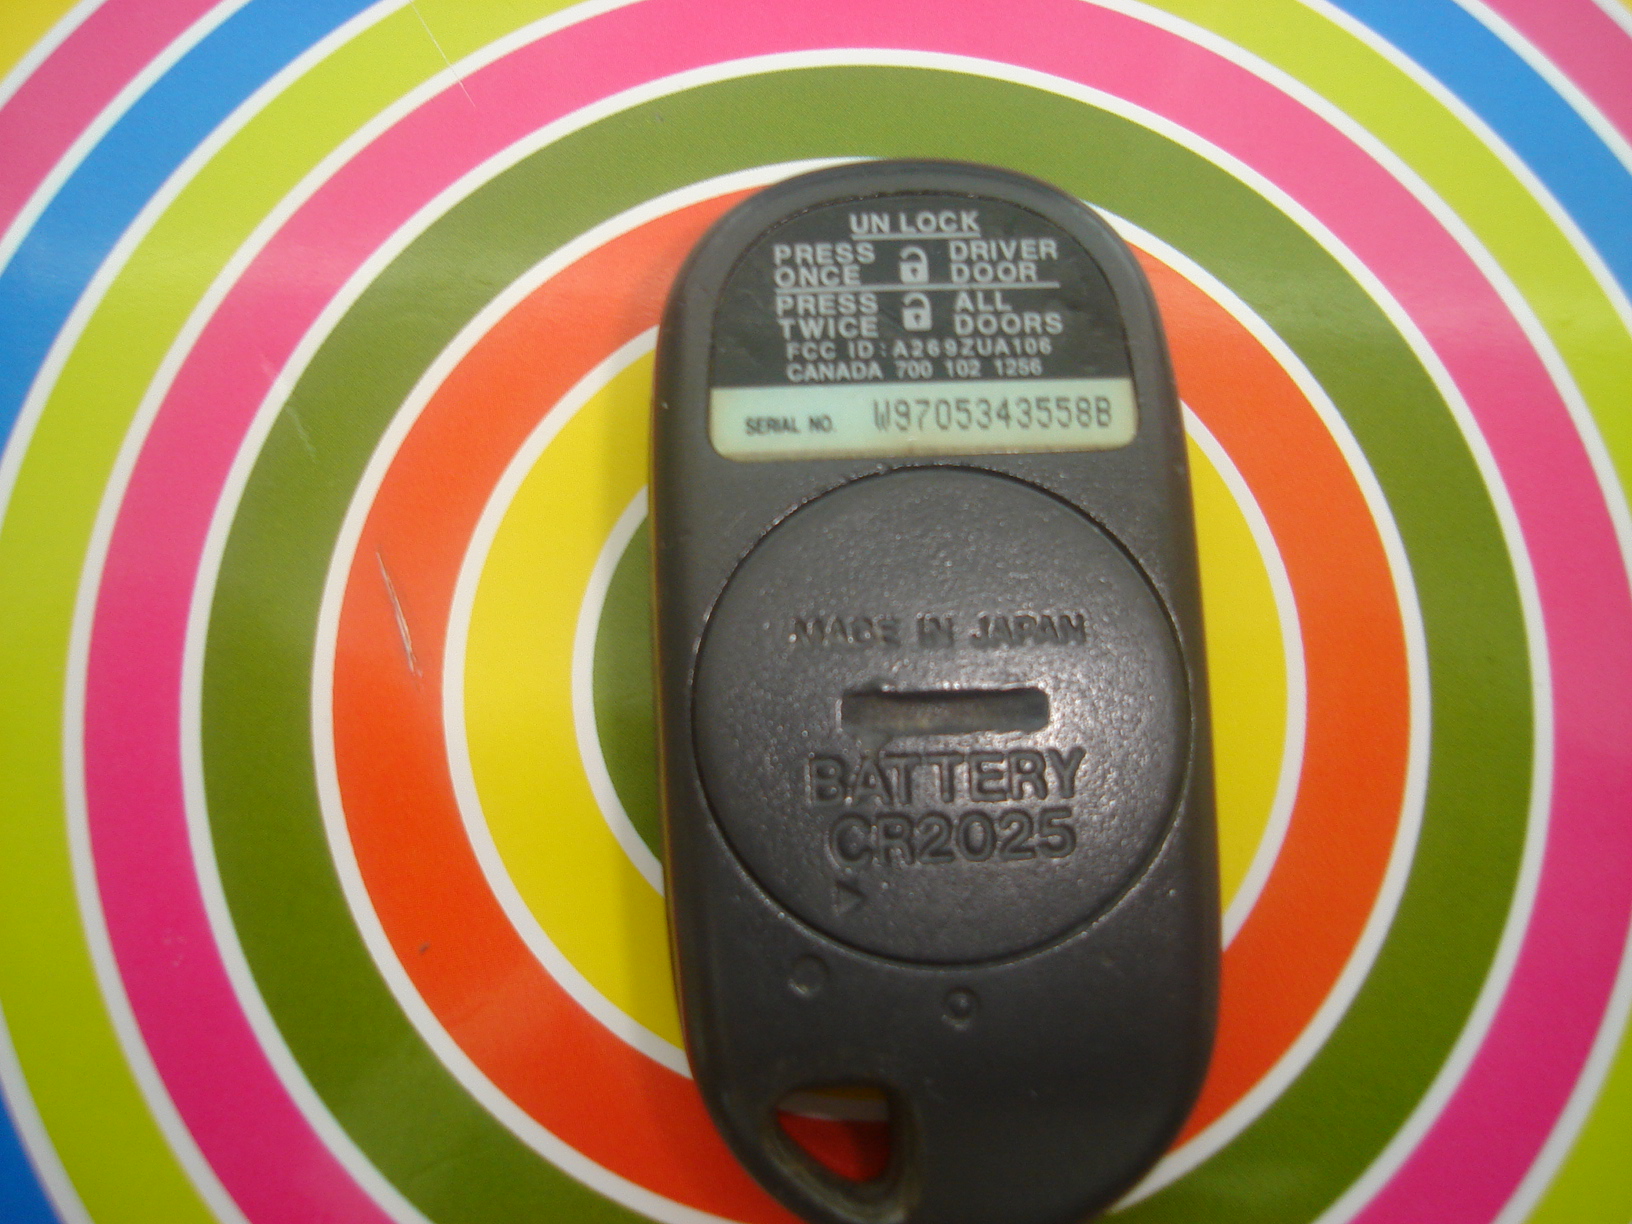 UN LOCK
PRESS ONCE DRIVER DOOR
PRESS TWICE ALL DOORS
FCC ID: A269ZUA106
CANADA 700 102 1256
SERIAL NO. W9705343558B
MADE IN JAPAN
BATTERY
CR2025